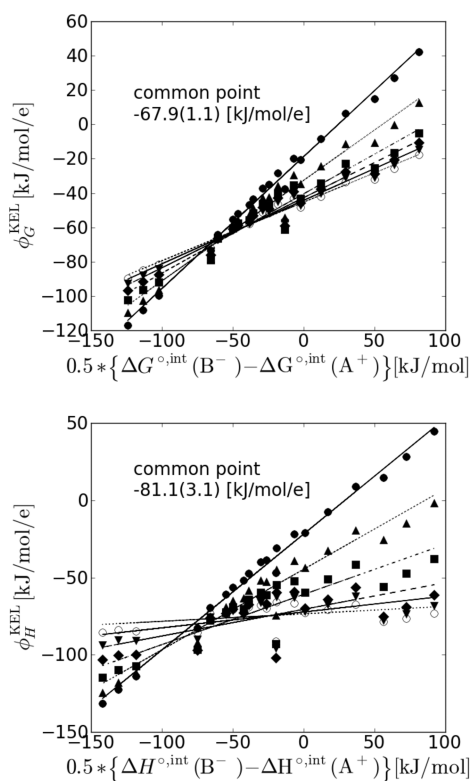 60
40
20
0
−20
−40
−60
−80
−100
−120
ϕ_G^KEL [kJ/mol/e]
common point
-67.9(1.1) [kJ/mol/e]
−150 −100 −50 0 50 100
0.5∗{ΔG^∘,int(B⁻)−ΔG^∘,int(A⁺)}[kJ/mol]
50
0
−50
−100
−150
ϕ_H^KEL [kJ/mol/e]
common point
-81.1(3.1) [kJ/mol/e]
−150 −100 −50 0 50 100
0.5∗{ΔH^∘,int(B⁻)−ΔH^∘,int(A⁺)}[kJ/mol]